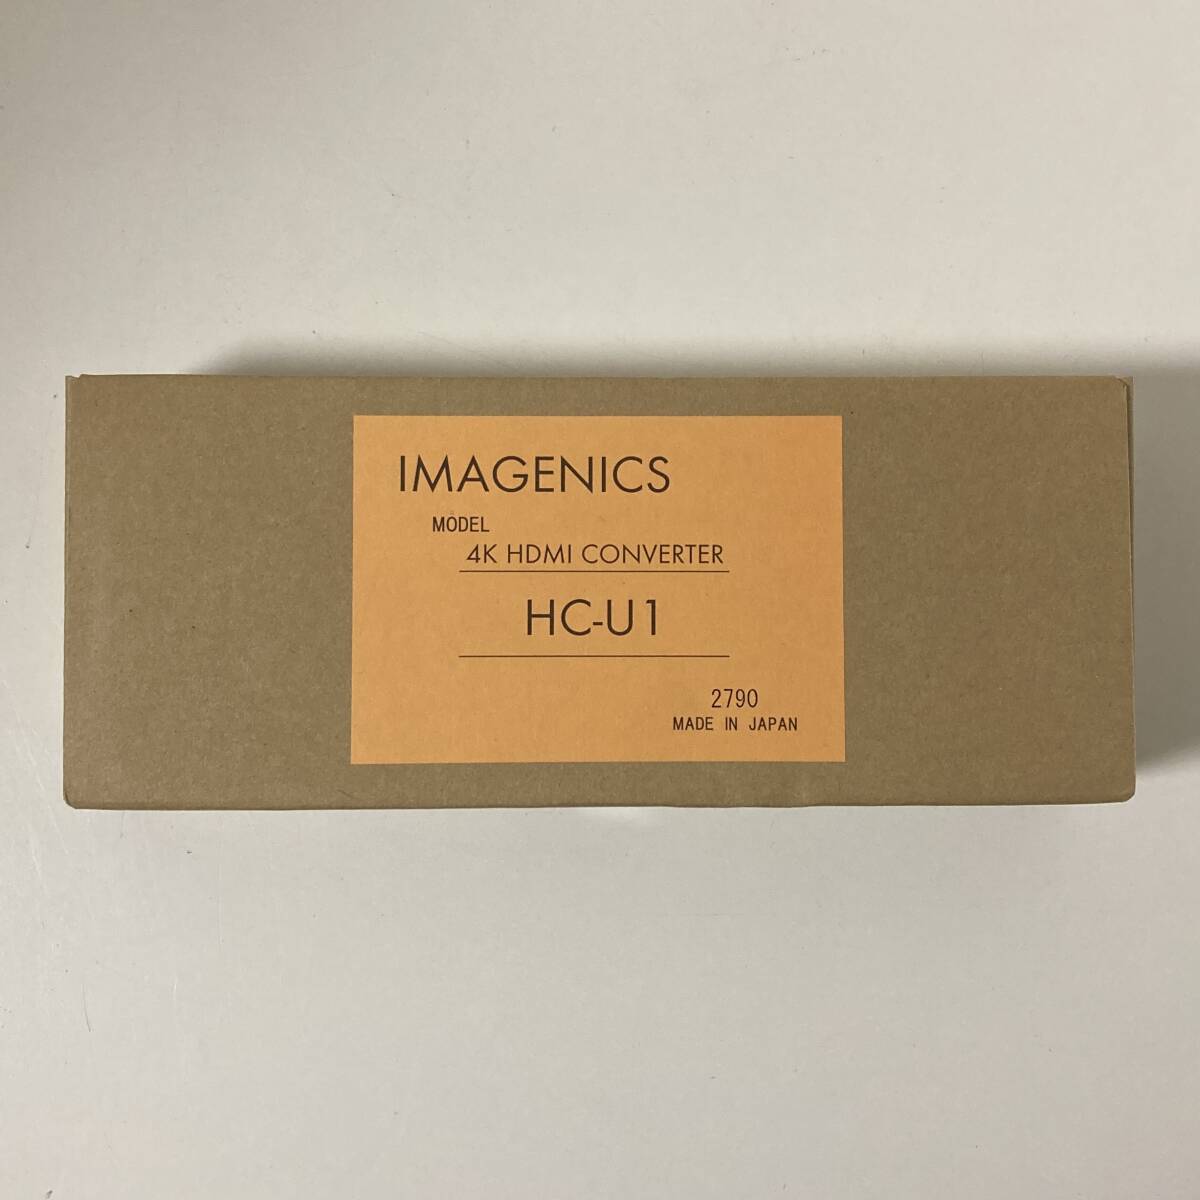 IMAGENICS
MODEL
4K HDMI CONVERTER
HC-U1
2790
MADE IN JAPAN